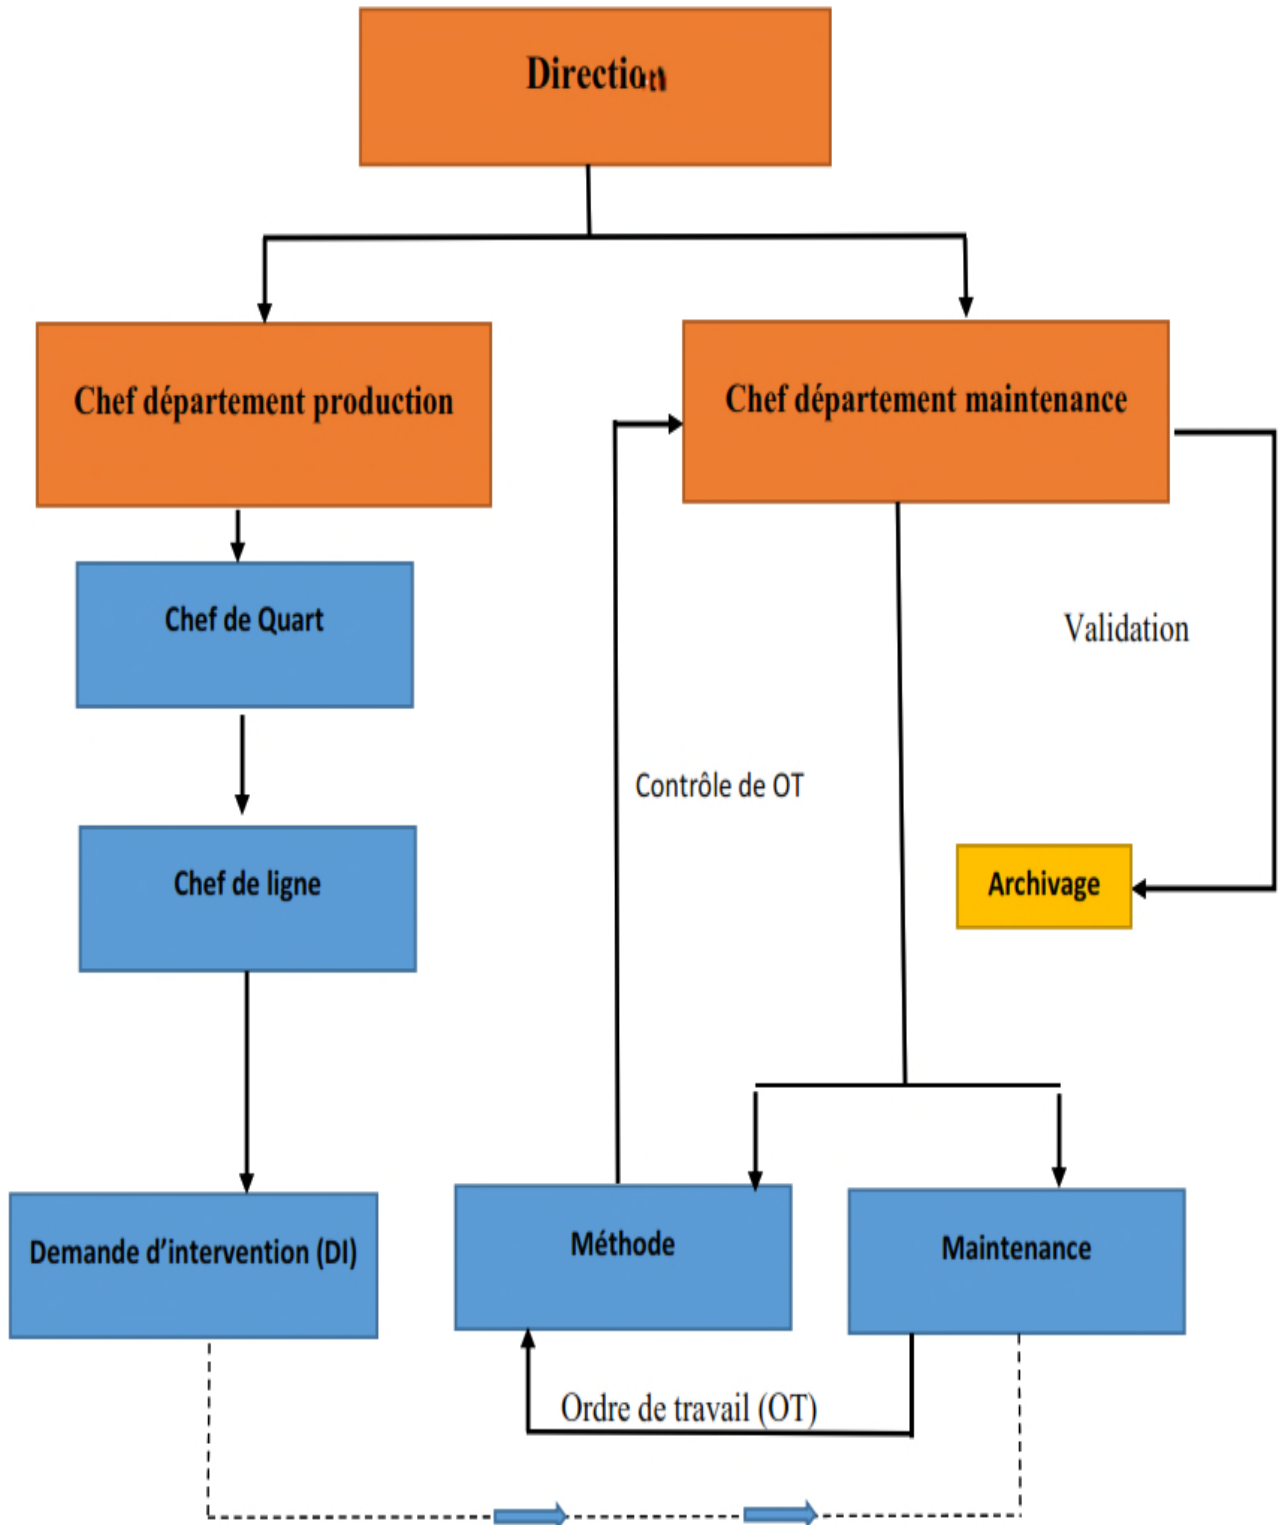 Direction
Chef département production
Chef département maintenance
Chef de Quart
Validation
Contrôle de OT
Chef de ligne
Archivage
Demande d’intervention (DI)
Méthode
Maintenance
Ordre de travail (OT)